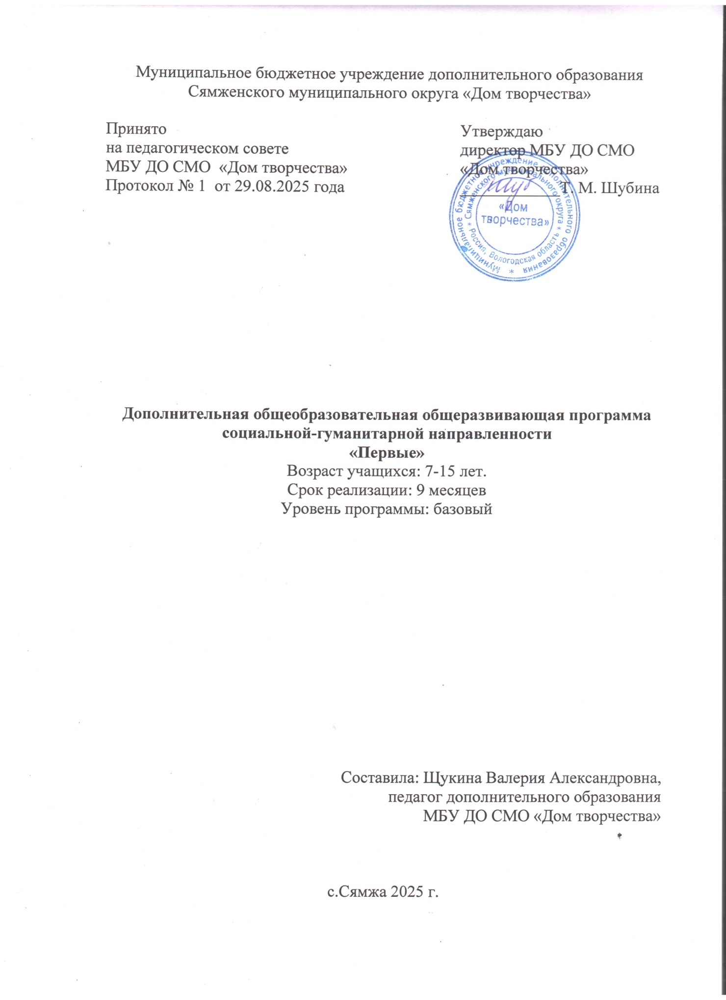 Муниципальное бюджетное учреждение дополнительного образования
Сямженского муниципального округа «Дом творчества»
Принято
на педагогическом совете
МБУ ДО СМО «Дом творчества»
Протокол № 1 от 29.08.2025 года
Утверждаю
директор МБУ ДО СМО
«Дом творчества»
____________Т. М. Шубина
Муниципальное бюджетное учреждение дополнительного образования *
* Сямженского муниципального округа * Россия, Вологодская область
«Дом
творчества»
Дополнительная общеобразовательная общеразвивающая программа
социальной-гуманитарной направленности
«Первые»
Возраст учащихся: 7-15 лет.
Срок реализации: 9 месяцев
Уровень программы: базовый
Составила: Щукина Валерия Александровна,
педагог дополнительного образования
МБУ ДО СМО «Дом творчества»
с.Сямжа 2025 г.